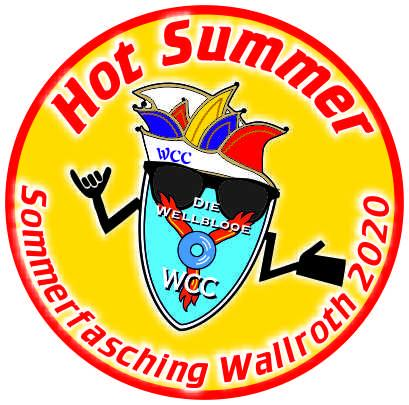 Hot Summer
WCC
DIE
WELLBLOOE
WCC
Sommerfasching Wallroth 2020